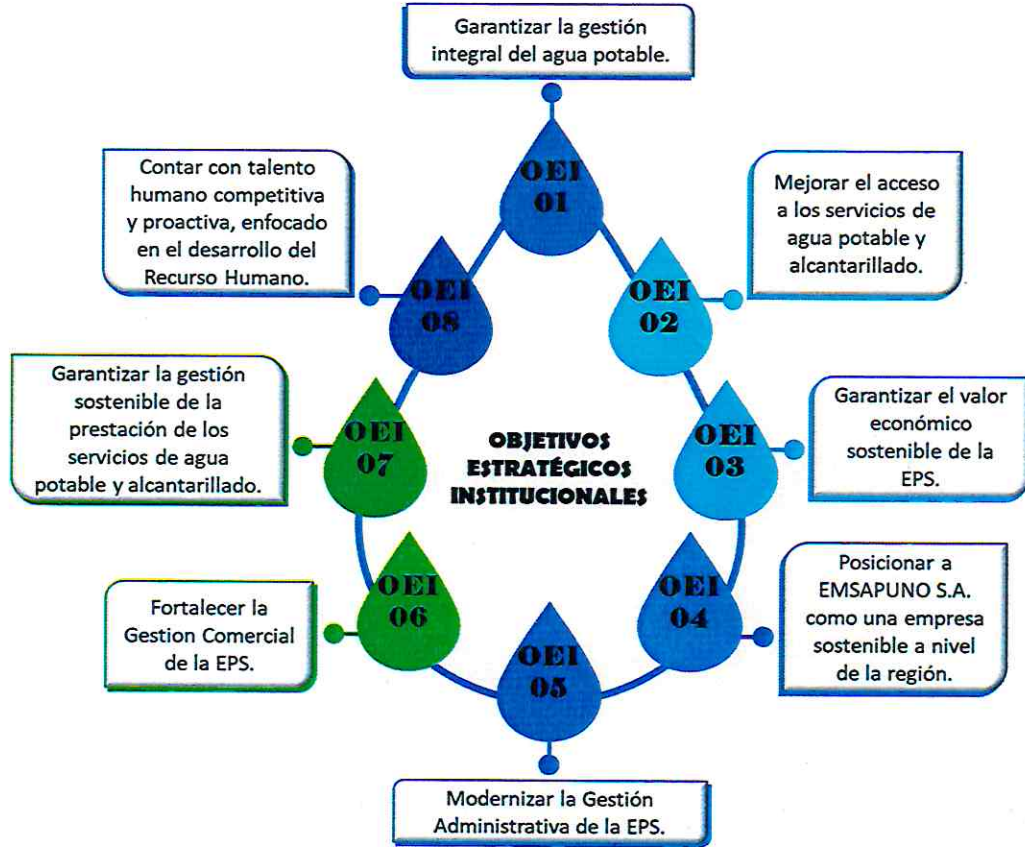 Garantizar la gestión
integral del agua potable.
OEI
01
Mejorar el acceso
a los servicios de
agua potable y
alcantarillado.
OEI
02
Garantizar el valor
económico
sostenible de la
EPS.
OEI
03
Posicionar a
EMSAPUNO S.A.
como una empresa
sostenible a nivel
de la región.
OEI
04
Modernizar la Gestión
Administrativa de la EPS.
OEI
05
Fortalecer la
Gestion Comercial
de la EPS.
OEI
06
Garantizar la gestión
sostenible de la
prestación de los
servicios de agua
potable y alcantarillado.
OEI
07
Contar con talento
humano competitiva
y proactiva, enfocado
en el desarrollo del
Recurso Humano.
OEI
08
OBJETIVOS
ESTRATÉGICOS
INSTITUCIONALES